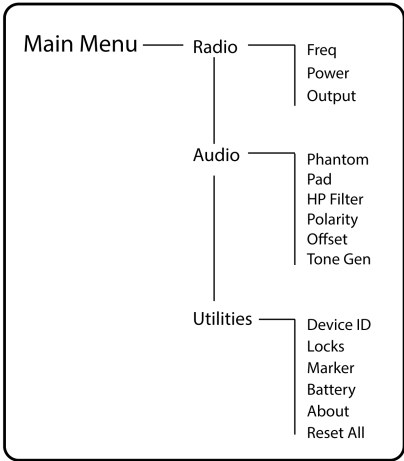 Main Menu
Radio
Freq
Power
Output
Audio
Phantom
Pad
HP Filter
Polarity
Offset
Tone Gen
Utilities
Device ID
Locks
Marker
Battery
About
Reset All